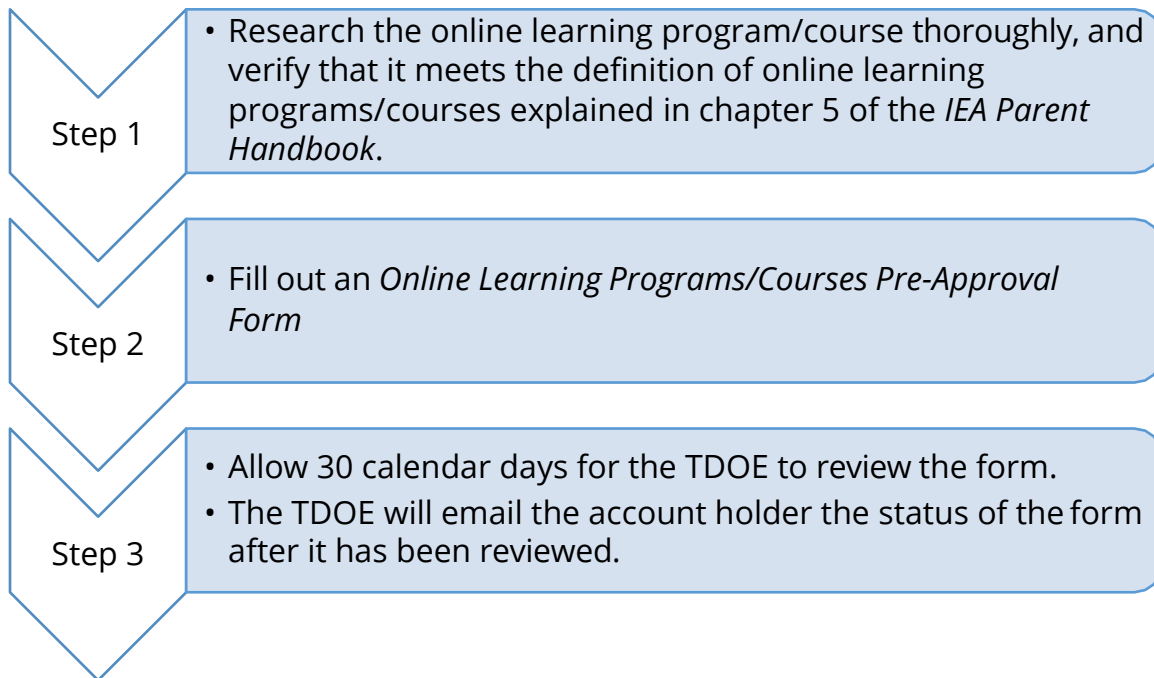 Step 1
• Research the online learning program/course thoroughly, and
verify that it meets the definition of online learning
programs/courses explained in chapter 5 of the IEA Parent
Handbook.
Step 2
• Fill out an Online Learning Programs/Courses Pre-Approval
Form
Step 3
• Allow 30 calendar days for the TDOE to review the form.
• The TDOE will email the account holder the status of the form
after it has been reviewed.